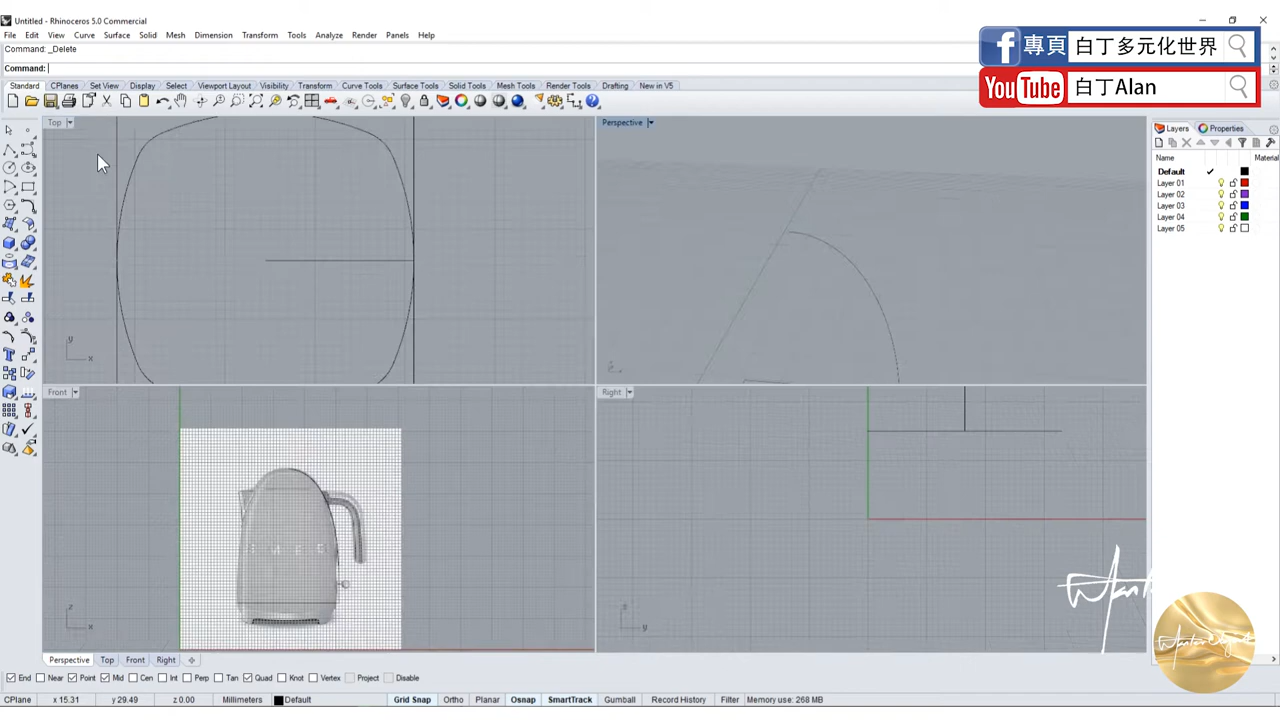 Untitled - Rhinoceros 5.0 Commercial
File Edit View Curve Surface Solid Mesh Dimension Transform Tools Analyze Render Panels Help
Command: _Delete
Command:
專頁 白丁多元化世界
YouTube 白丁Alan
Standard CPlanes Set View Display Select Viewport Layout Visibility Transform Curve Tools Surface Tools Solid Tools Mesh Tools Render Tools Drafting New in V5
Top
Perspective
Layers Properties
Name Material
Default
Layer 01
Layer 02
Layer 03
Layer 04
Layer 05
y
x
Front
Right
SMEG
z
x
z
y
Perspective Top Front Right
End Near Point Mid Cen Int Perp Tan Quad Knot Vertex Project Disable
CPlane x 15.31 y 29.49 z 0.00 Millimeters Default Grid Snap Ortho Planar Osnap SmartTrack Gumball Record History Filter Memory use: 268 MB